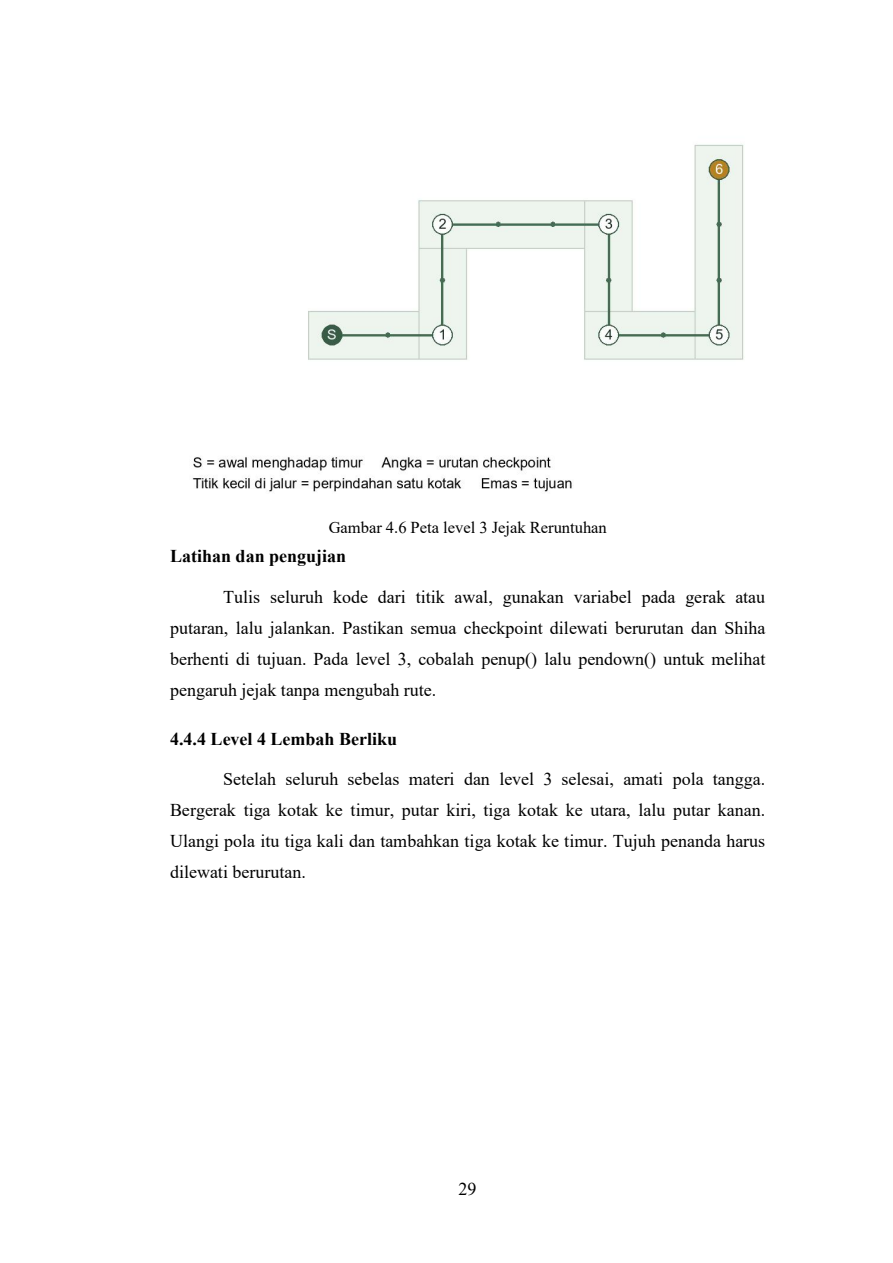 6
2
3
S
1
4
5
S = awal menghadap timur Angka = urutan checkpoint
Titik kecil di jalur = perpindahan satu kotak Emas = tujuan
Gambar 4.6 Peta level 3 Jejak Reruntuhan
Latihan dan pengujian
Tulis seluruh kode dari titik awal, gunakan variabel pada gerak atau
putaran, lalu jalankan. Pastikan semua checkpoint dilewati berurutan dan Shiha
berhenti di tujuan. Pada level 3, cobalah penup() lalu pendown() untuk melihat
pengaruh jejak tanpa mengubah rute.
4.4.4 Level 4 Lembah Berliku
Setelah seluruh sebelas materi dan level 3 selesai, amati pola tangga.
Bergerak tiga kotak ke timur, putar kiri, tiga kotak ke utara, lalu putar kanan.
Ulangi pola itu tiga kali dan tambahkan tiga kotak ke timur. Tujuh penanda harus
dilewati berurutan.
29